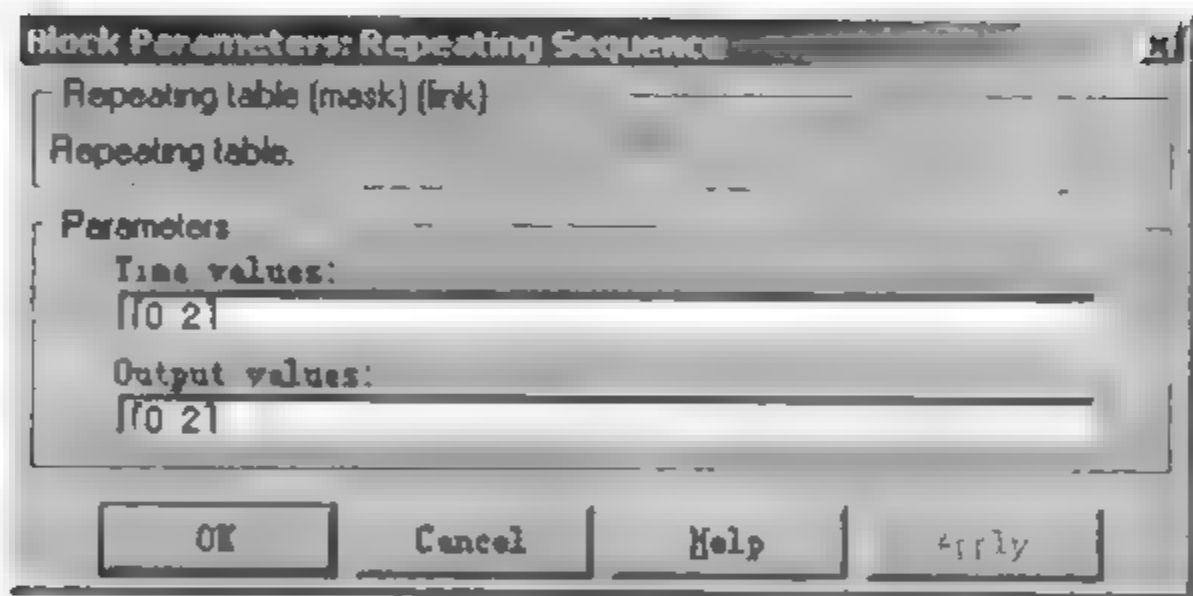 Block Parameters: Repeating Sequence
Repeating table (mask) (link)
Repeating table.
Parameters
Time values:
[0 2]
Output values:
[0 2]
OK
Cancel
Help
Apply